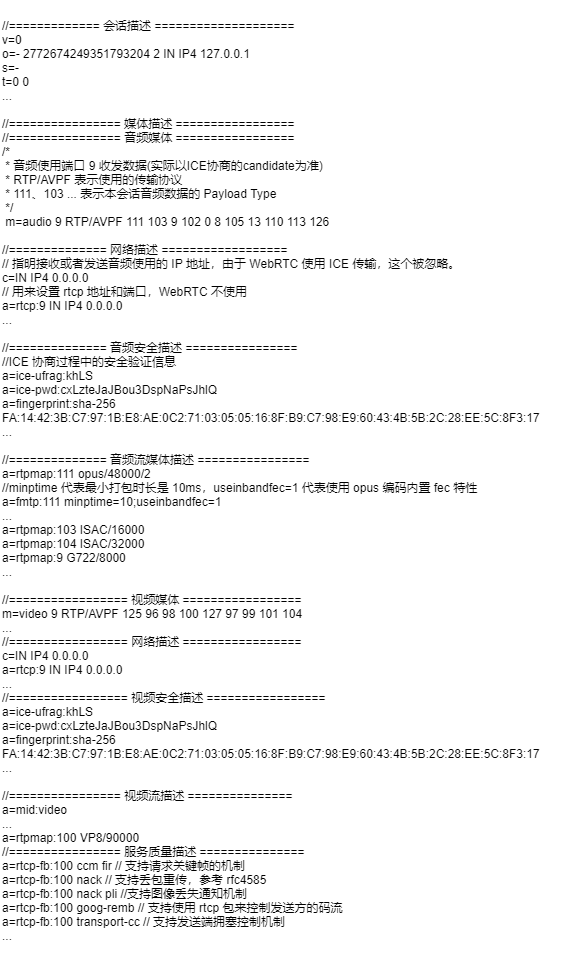 //============= 会话描述 ====================
v=0
o=- 2772674249351793204 2 IN IP4 127.0.0.1
s=-
t=0 0
...
//================ 媒体描述 =================
//================ 音频媒体 =================
/*
* 音频使用端口 9 收发数据(实际以ICE协商的candidate为准)
* RTP/AVPF 表示使用的传输协议
* 111、103 ... 表示本会话音频数据的 Payload Type
*/
m=audio 9 RTP/AVPF 111 103 9 102 0 8 105 13 110 113 126
//============== 网络描述 ==================
// 指明接收或者发送音频使用的 IP 地址，由于 WebRTC 使用 ICE 传输，这个被忽略。
c=IN IP4 0.0.0.0
// 用来设置 rtcp 地址和端口，WebRTC 不使用
a=rtcp:9 IN IP4 0.0.0.0
...
//============== 音频安全描述 ================
//ICE 协商过程中的安全验证信息
a=ice-ufrag:khLS
a=ice-pwd:cxLzteJaJBou3DspNaPsJhlQ
a=fingerprint:sha-256
FA:14:42:3B:C7:97:1B:E8:AE:0C2:71:03:05:05:16:8F:B9:C7:98:E9:60:43:4B:5B:2C:28:EE:5C:8F3:17
...
//============== 音频流媒体描述 ================
a=rtpmap:111 opus/48000/2
//minptime 代表最小打包时长是 10ms，useinbandfec=1 代表使用 opus 编码内置 fec 特性
a=fmtp:111 minptime=10;useinbandfec=1
...
a=rtpmap:103 ISAC/16000
a=rtpmap:104 ISAC/32000
a=rtpmap:9 G722/8000
...
//================= 视频媒体 =================
m=video 9 RTP/AVPF 125 96 98 100 127 97 99 101 104
...
//================= 网络描述 =================
c=IN IP4 0.0.0.0
a=rtcp:9 IN IP4 0.0.0.0
...
//================= 视频安全描述 =================
a=ice-ufrag:khLS
a=ice-pwd:cxLzteJaJBou3DspNaPsJhlQ
a=fingerprint:sha-256
FA:14:42:3B:C7:97:1B:E8:AE:0C2:71:03:05:05:16:8F:B9:C7:98:E9:60:43:4B:5B:2C:28:EE:5C:8F3:17
...
//================ 视频流描述 ===============
a=mid:video
...
a=rtpmap:100 VP8/90000
//================ 服务质量描述 ===============
a=rtcp-fb:100 ccm fir // 支持请求关键帧的机制
a=rtcp-fb:100 nack // 支持丢包重传，参考 rfc4585
a=rtcp-fb:100 nack pli //支持图像丢失通知机制
a=rtcp-fb:100 goog-remb // 支持使用 rtcp 包来控制发送方的码流
a=rtcp-fb:100 transport-cc // 支持发送端拥塞控制机制
...